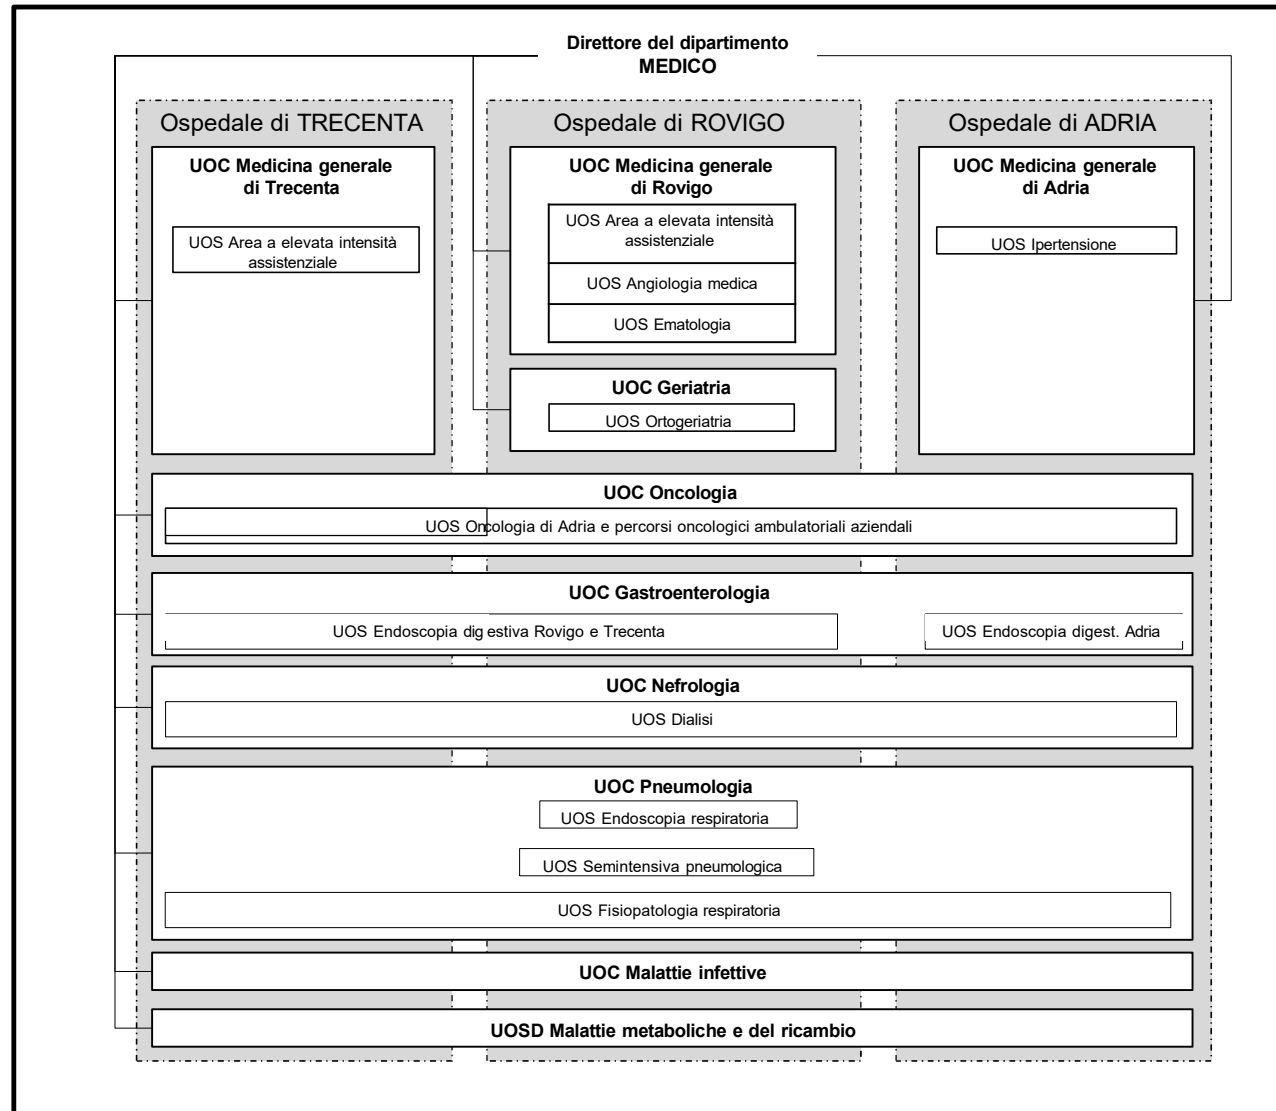 Direttore del dipartimento
MEDICO
Ospedale di TRECENTA
Ospedale di ROVIGO
Ospedale di ADRIA
UOC Medicina generale
di Trecenta
UOS Area a elevata intensità
assistenziale
UOC Medicina generale
di Rovigo
UOS Area a elevata intensità
assistenziale
UOS Angiologia medica
UOS Ematologia
UOC Medicina generale
di Adria
UOS Ipertensione
UOC Geriatria
UOS Ortogeriatria
UOC Oncologia
UOS Oncologia di Adria e percorsi oncologici ambulatoriali aziendali
UOC Gastroenterologia
UOS Endoscopia digestiva Rovigo e Trecenta
UOS Endoscopia digest. Adria
UOC Nefrologia
UOS Dialisi
UOC Pneumologia
UOS Endoscopia respiratoria
UOS Semintensiva pneumologica
UOS Fisiopatologia respiratoria
UOC Malattie infettive
UOSD Malattie metaboliche e del ricambio